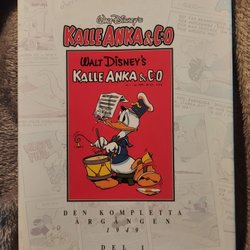 Walt Disney's
KALLE ANKA & C:O
WALT DISNEY'S
KALLE ANKA & C:O
DEN KOMPLETTA
ÅRGÅNGEN
1949
DEL 1